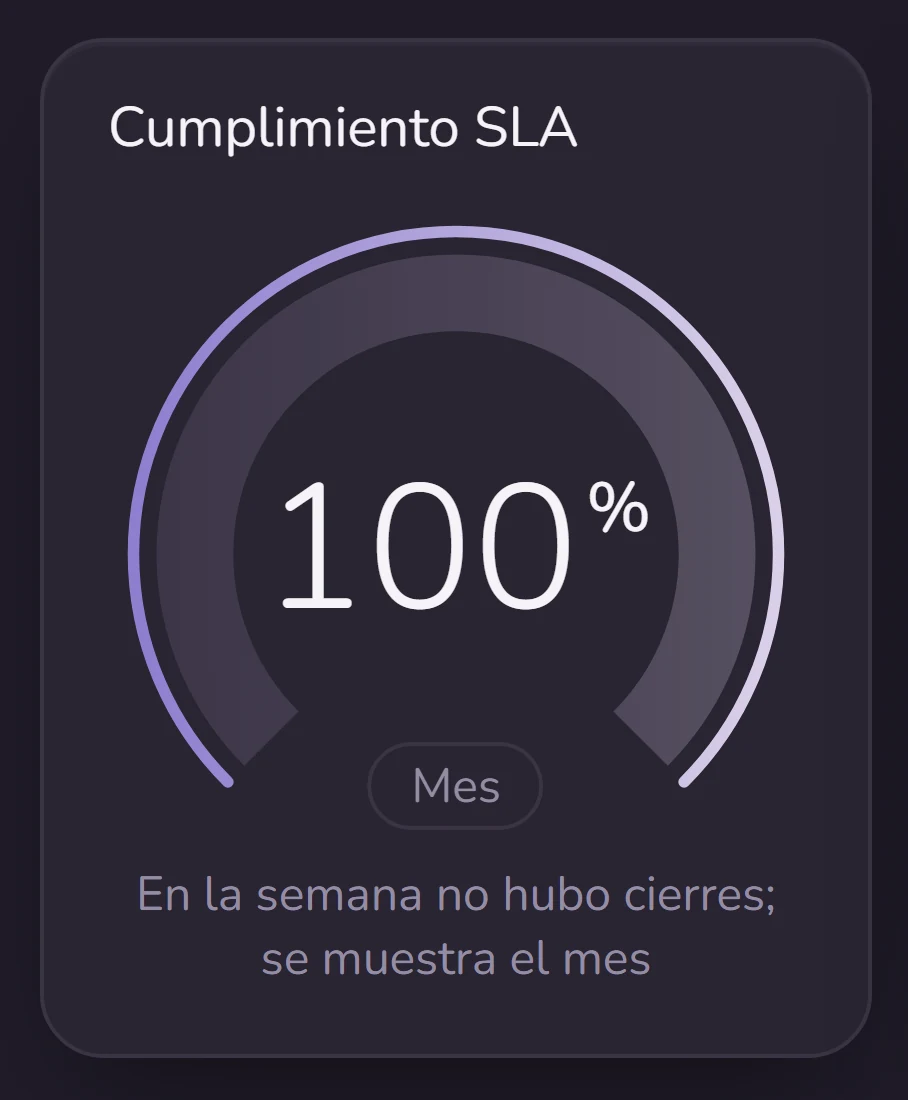 Cumplimiento SLA
100%
Mes
En la semana no hubo cierres;
se muestra el mes